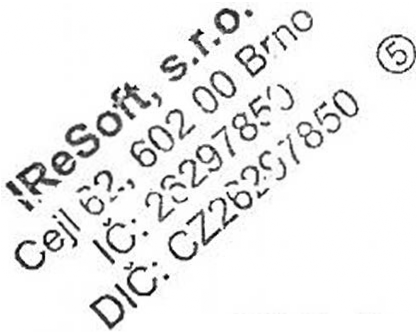 IReSoft, s.r.o.
Cejl 62, 602 00 Brno
IČ: 26297850
DIČ: CZ26297850
5